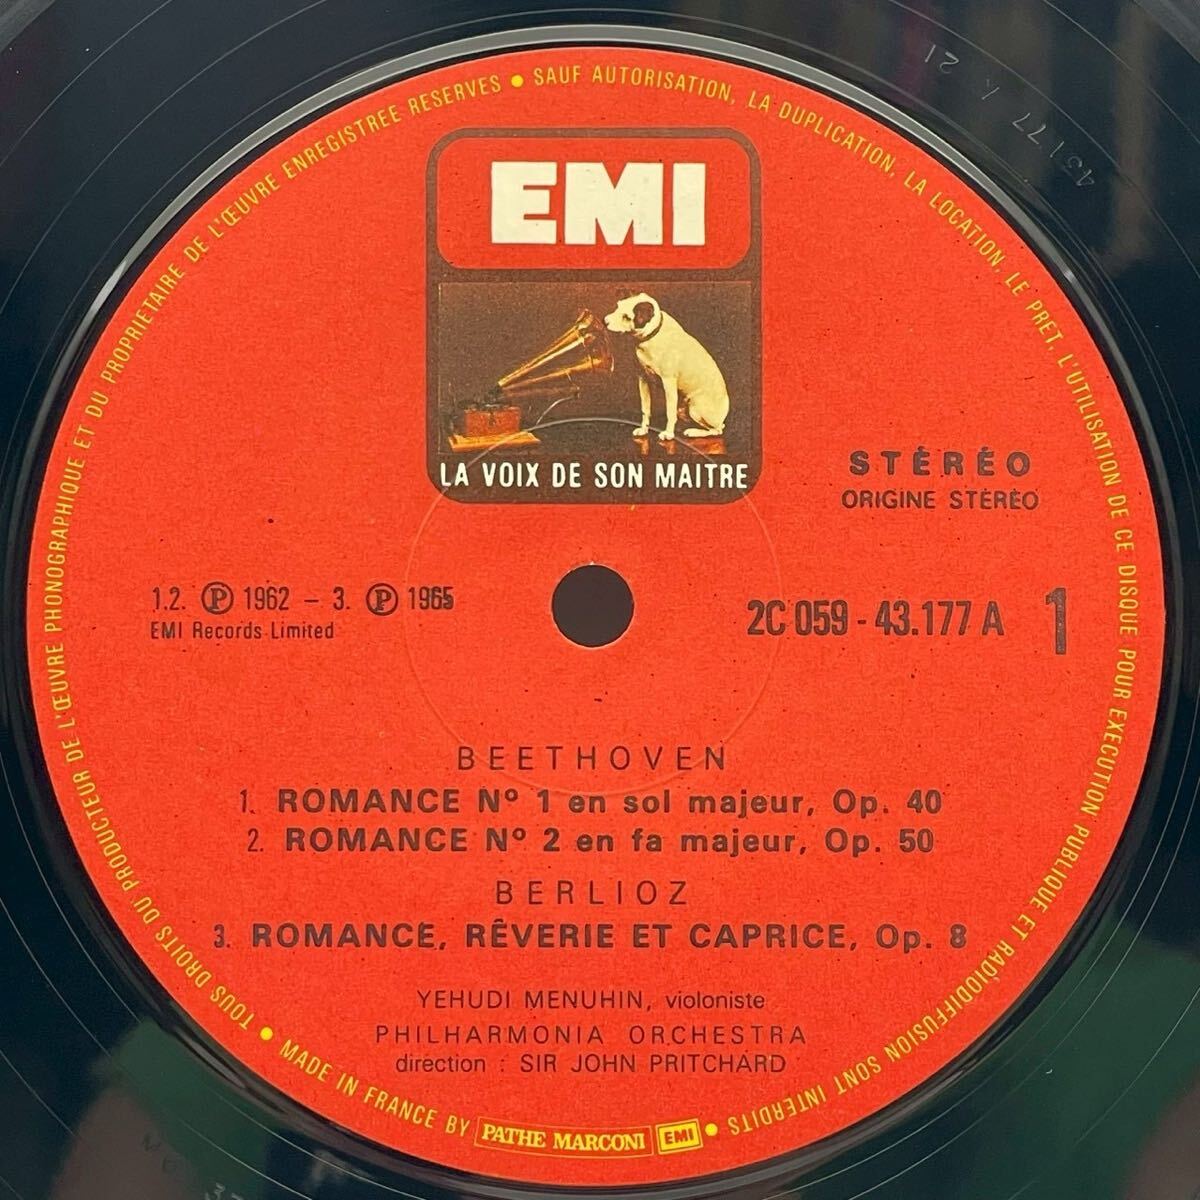 TOUS DROITS DU PRODUCTEUR DE L'ŒUVRE PHONOGRAPHIQUE ET DU PROPRIETAIRE DE L'ŒUVRE ENREGISTREE RESERVES • SAUF AUTORISATION, LA DUPLICATION, LA LOCATION, LE PRET, L'UTILISATION DE CE DISQUE POUR EXECUTION PUBLIQUE ET RADIODIFFUSION SONT INTERDITS •
EMI
LA VOIX DE SON MAITRE
STÉRÉO
ORIGINE STÉRÉO
1.2. Ⓟ 1962 - 3. Ⓟ 1965
EMI Records Limited
2C 059 - 43.177 A 1
BEETHOVEN
1. ROMANCE Nº 1 en sol majeur, Op. 40
2. ROMANCE Nº 2 en fa majeur, Op. 50
BERLIOZ
3. ROMANCE, RÊVERIE ET CAPRICE, Op. 8
YEHUDI MENUHIN, violoniste
PHILHARMONIA ORCHESTRA
direction : SIR JOHN PRITCHARD
• MADE IN FRANCE BY PATHE MARCONI EMI
43177 A 21